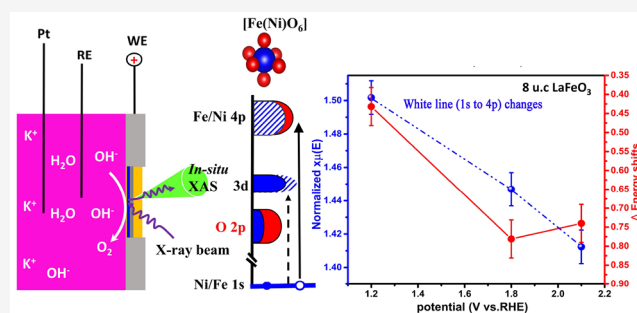 Pt
RE
WE
+
K⁺
H₂O
OH⁻
In-situ
XAS
K⁺
H₂O
OH⁻
O₂
X-ray beam
K⁺
OH⁻
[Fe(Ni)O₆]
Fe/Ni 4p
3d
O 2p
Ni/Fe 1s
8 u.c LaFeO₃
White line (1s to 4p) changes
Normalized xμ(E)
1.50
1.48
1.46
1.44
1.42
1.40
Δ Energy shifts
0.35
0.40
0.45
0.50
0.55
0.60
0.65
0.70
0.75
0.80
0.85
0.90
1.2
1.4
1.6
1.8
2.0
2.2
potential (V vs.RHE)